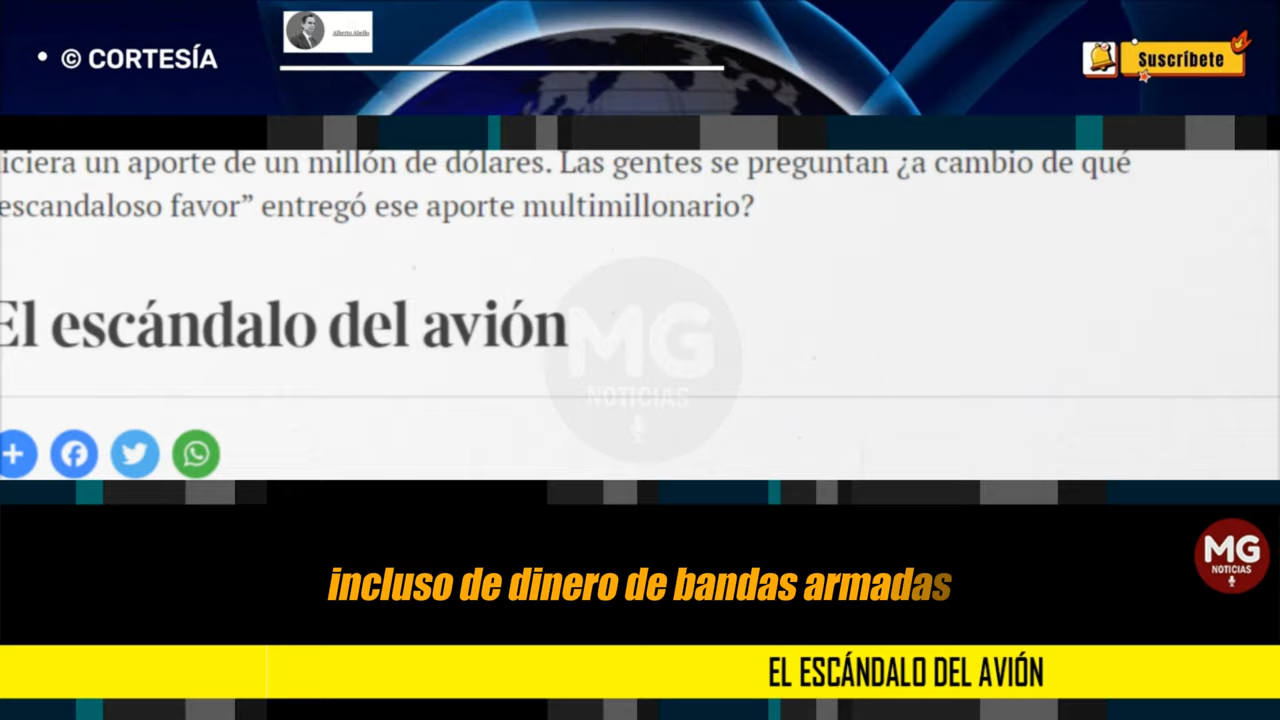 • © CORTESÍA
Alberto Abello
Suscríbete
iciera un aporte de un millón de dólares. Las gentes se preguntan ¿a cambio de qué
escandaloso favor” entregó ese aporte multimillonario?
El escándalo del avión
MG
NOTICIAS
incluso de dinero de bandas armadas
MG
NOTICIAS
EL ESCÁNDALO DEL AVIÓN